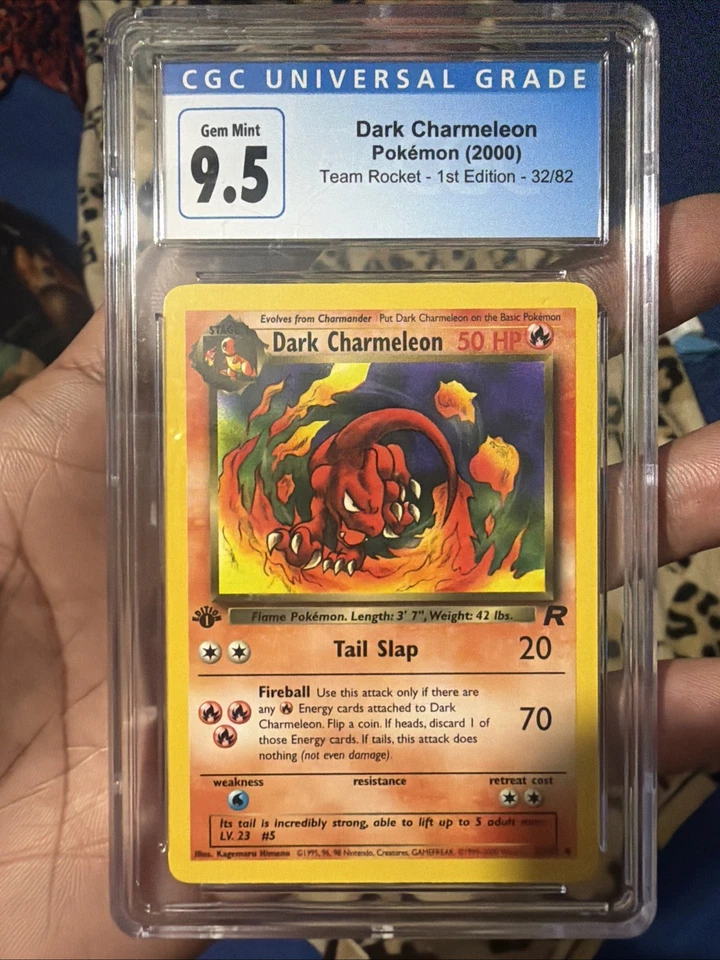 CGC UNIVERSAL GRADE
Gem Mint
9.5
Dark Charmeleon
Pokémon (2000)
Team Rocket - 1st Edition - 32/82
Evolves from Charmander Put Dark Charmeleon on the Basic Pokémon
STAGE 1
Dark Charmeleon 50 HP
EDITION
1
Flame Pokémon. Length: 3' 7", Weight: 42 lbs.
R
Tail Slap 20
Fireball Use this attack only if there are
any Energy cards attached to Dark
Charmeleon. Flip a coin. If heads, discard 1 of
those Energy cards. If tails, this attack does
nothing (not even damage).
70
weakness resistance retreat cost
Its tail is incredibly strong, able to lift up to 5 adult
LV. 23 #5
Illus. Kagemaru Himeno ©1995, 96, 98 Nintendo, Creatures, GAMEFREAK. ©1999-2000